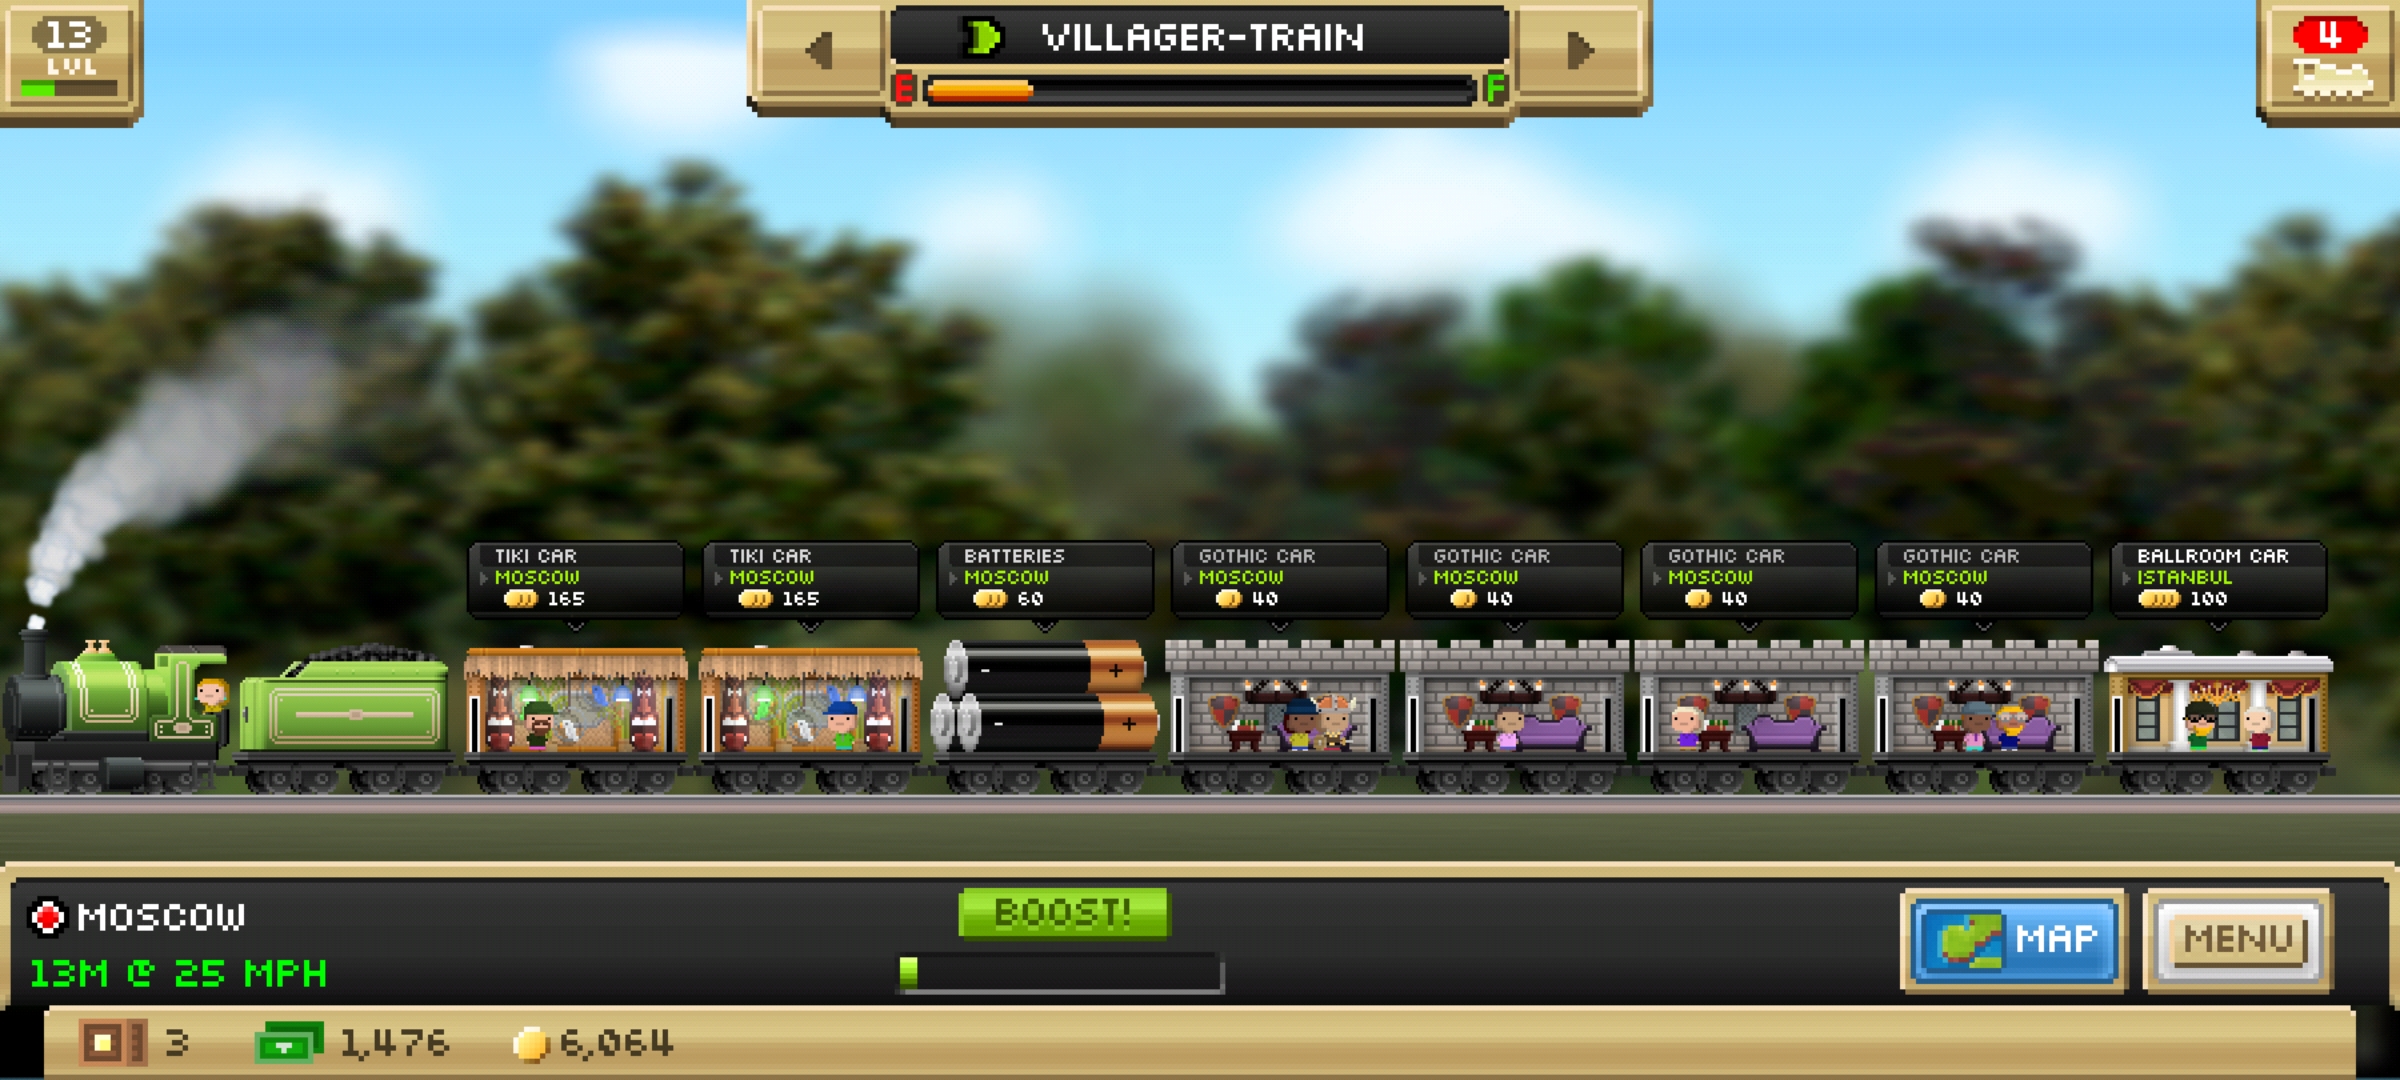 13
LVL
VILLAGER-TRAIN
E
F
4
TIKI CAR
MOSCOW
165
TIKI CAR
MOSCOW
165
BATTERIES
MOSCOW
60
GOTHIC CAR
MOSCOW
40
GOTHIC CAR
MOSCOW
40
GOTHIC CAR
MOSCOW
40
GOTHIC CAR
MOSCOW
40
BALLROOM CAR
ISTANBUL
100
- +
- +
MOSCOW
13M @ 25 MPH
BOOST!
MAP
MENU
3
1,476
6,064